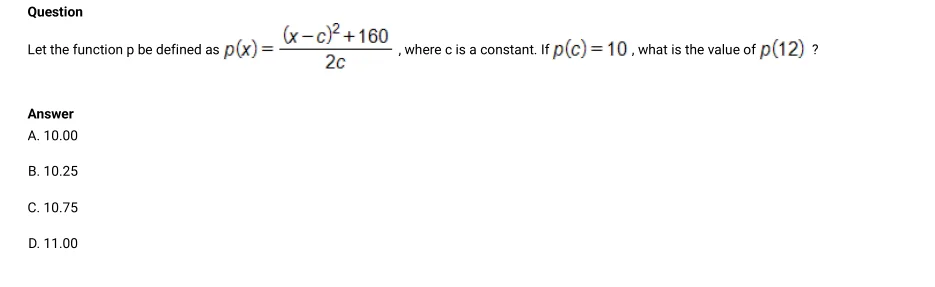 Question
Let the function p be defined as p(x) = \frac{(x-c)^2+160}{2c} , where c is a constant. If p(c) = 10 , what is the value of p(12) ?
Answer
A. 10.00
B. 10.25
C. 10.75
D. 11.00